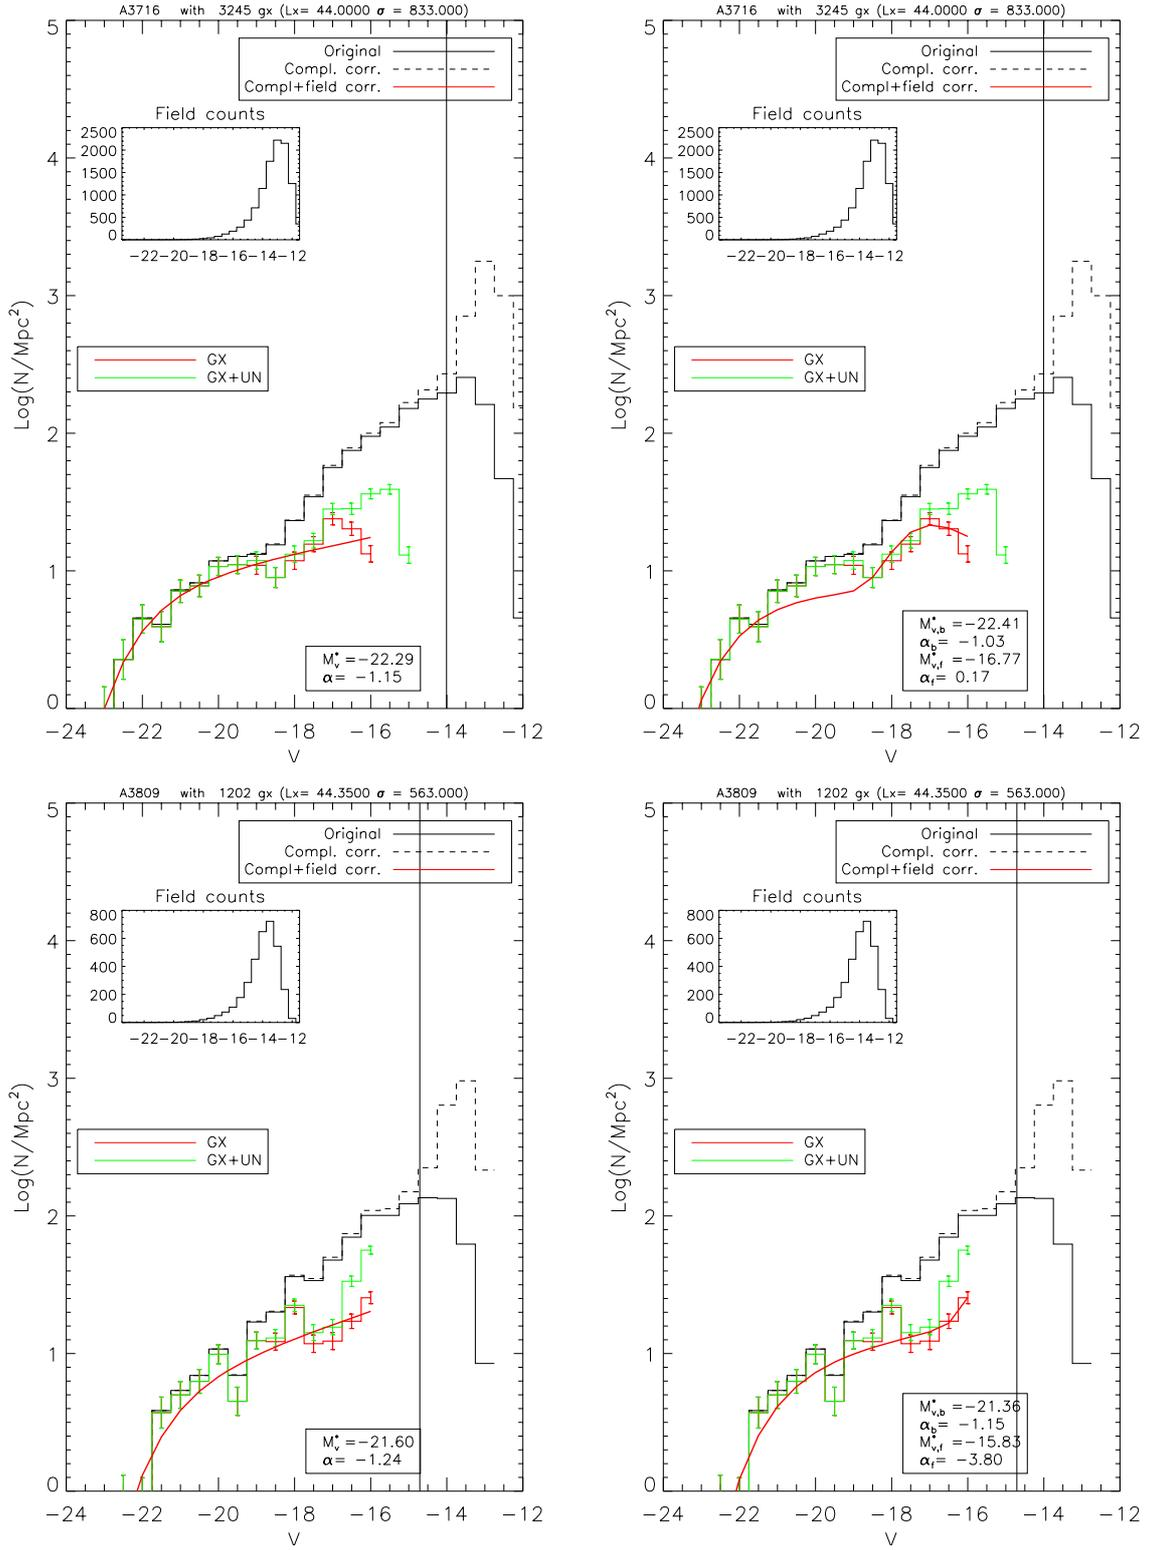 A3716 with 3245 gx (Lx= 44.0000 σ = 833.000)
Original
Compl. corr.
Compl+field corr.
Field counts
2500
2000
1500
1000
500
0
-22-20-18-16-14-12
GX
GX+UN
Log(N/Mpc²)
5
4
3
2
1
0
M*v =-22.29
α= -1.15
-24 -22 -20 -18 -16 -14 -12
V
A3716 with 3245 gx (Lx= 44.0000 σ = 833.000)
Original
Compl. corr.
Compl+field corr.
Field counts
2500
2000
1500
1000
500
0
-22-20-18-16-14-12
GX
GX+UN
Log(N/Mpc²)
5
4
3
2
1
0
M*v,b =-22.41
αb= -1.03
M*v,f =-16.77
αf= 0.17
-24 -22 -20 -18 -16 -14 -12
V
A3809 with 1202 gx (Lx= 44.3500 σ = 563.000)
Original
Compl. corr.
Compl+field corr.
Field counts
800
600
400
200
0
-22-20-18-16-14-12
GX
GX+UN
Log(N/Mpc²)
5
4
3
2
1
0
M*v =-21.60
α= -1.24
-24 -22 -20 -18 -16 -14 -12
V
A3809 with 1202 gx (Lx= 44.3500 σ = 563.000)
Original
Compl. corr.
Compl+field corr.
Field counts
800
600
400
200
0
-22-20-18-16-14-12
GX
GX+UN
Log(N/Mpc²)
5
4
3
2
1
0
M*v,b =-21.36
αb= -1.15
M*v,f =-15.83
αf= -3.80
-24 -22 -20 -18 -16 -14 -12
V